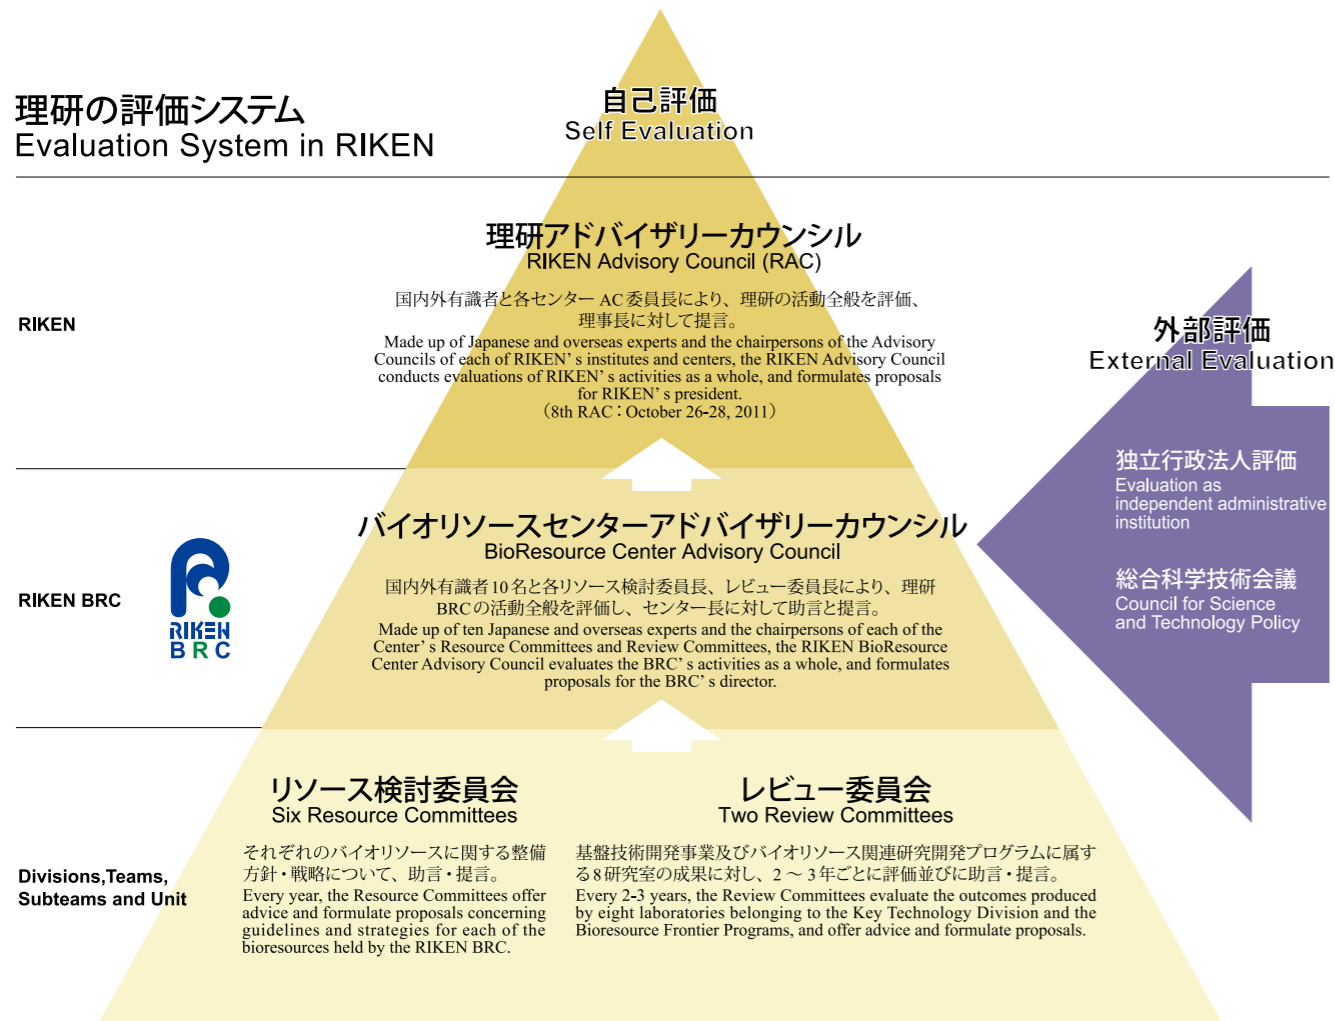 理研の評価システム
Evaluation System in RIKEN
自己評価
Self Evaluation
RIKEN
理研アドバイザリーカウンシル
RIKEN Advisory Council (RAC)
国内外有識者と各センター AC委員長により、理研の活動全般を評価、
理事長に対して提言。
Made up of Japanese and overseas experts and the chairpersons of the Advisory
Councils of each of RIKEN’s institutes and centers, the RIKEN Advisory Council
conducts evaluations of RIKEN’s activities as a whole, and formulates proposals
for RIKEN’s president.
(8th RAC：October 26-28, 2011)
外部評価
External Evaluation
独立行政法人評価
Evaluation as
independent administrative
institution
総合科学技術会議
Council for Science
and Technology Policy
RIKEN BRC
RIKEN
BRC
バイオリソースセンターアドバイザリーカウンシル
BioResource Center Advisory Council
国内外有識者10名と各リソース検討委員長、レビュー委員長により、理研
BRCの活動全般を評価し、センター長に対して助言と提言。
Made up of ten Japanese and overseas experts and the chairpersons of each of the
Center’s Resource Committees and Review Committees, the RIKEN BioResource
Center Advisory Council evaluates the BRC’s activities as a whole, and formulates
proposals for the BRC’s director.
Divisions,Teams,
Subteams and Unit
リソース検討委員会
Six Resource Committees
それぞれのバイオリソースに関する整備
方針・戦略について、助言・提言。
Every year, the Resource Committees offer
advice and formulate proposals concerning
guidelines and strategies for each of the
bioresources held by the RIKEN BRC.
レビュー委員会
Two Review Committees
基盤技術開発事業及びバイオリソース関連研究開発プログラムに属す
る8研究室の成果に対し、2～3年ごとに評価並びに助言・提言。
Every 2-3 years, the Review Committees evaluate the outcomes produced
by eight laboratories belonging to the Key Technology Division and the
Bioresource Frontier Programs, and offer advice and formulate proposals.